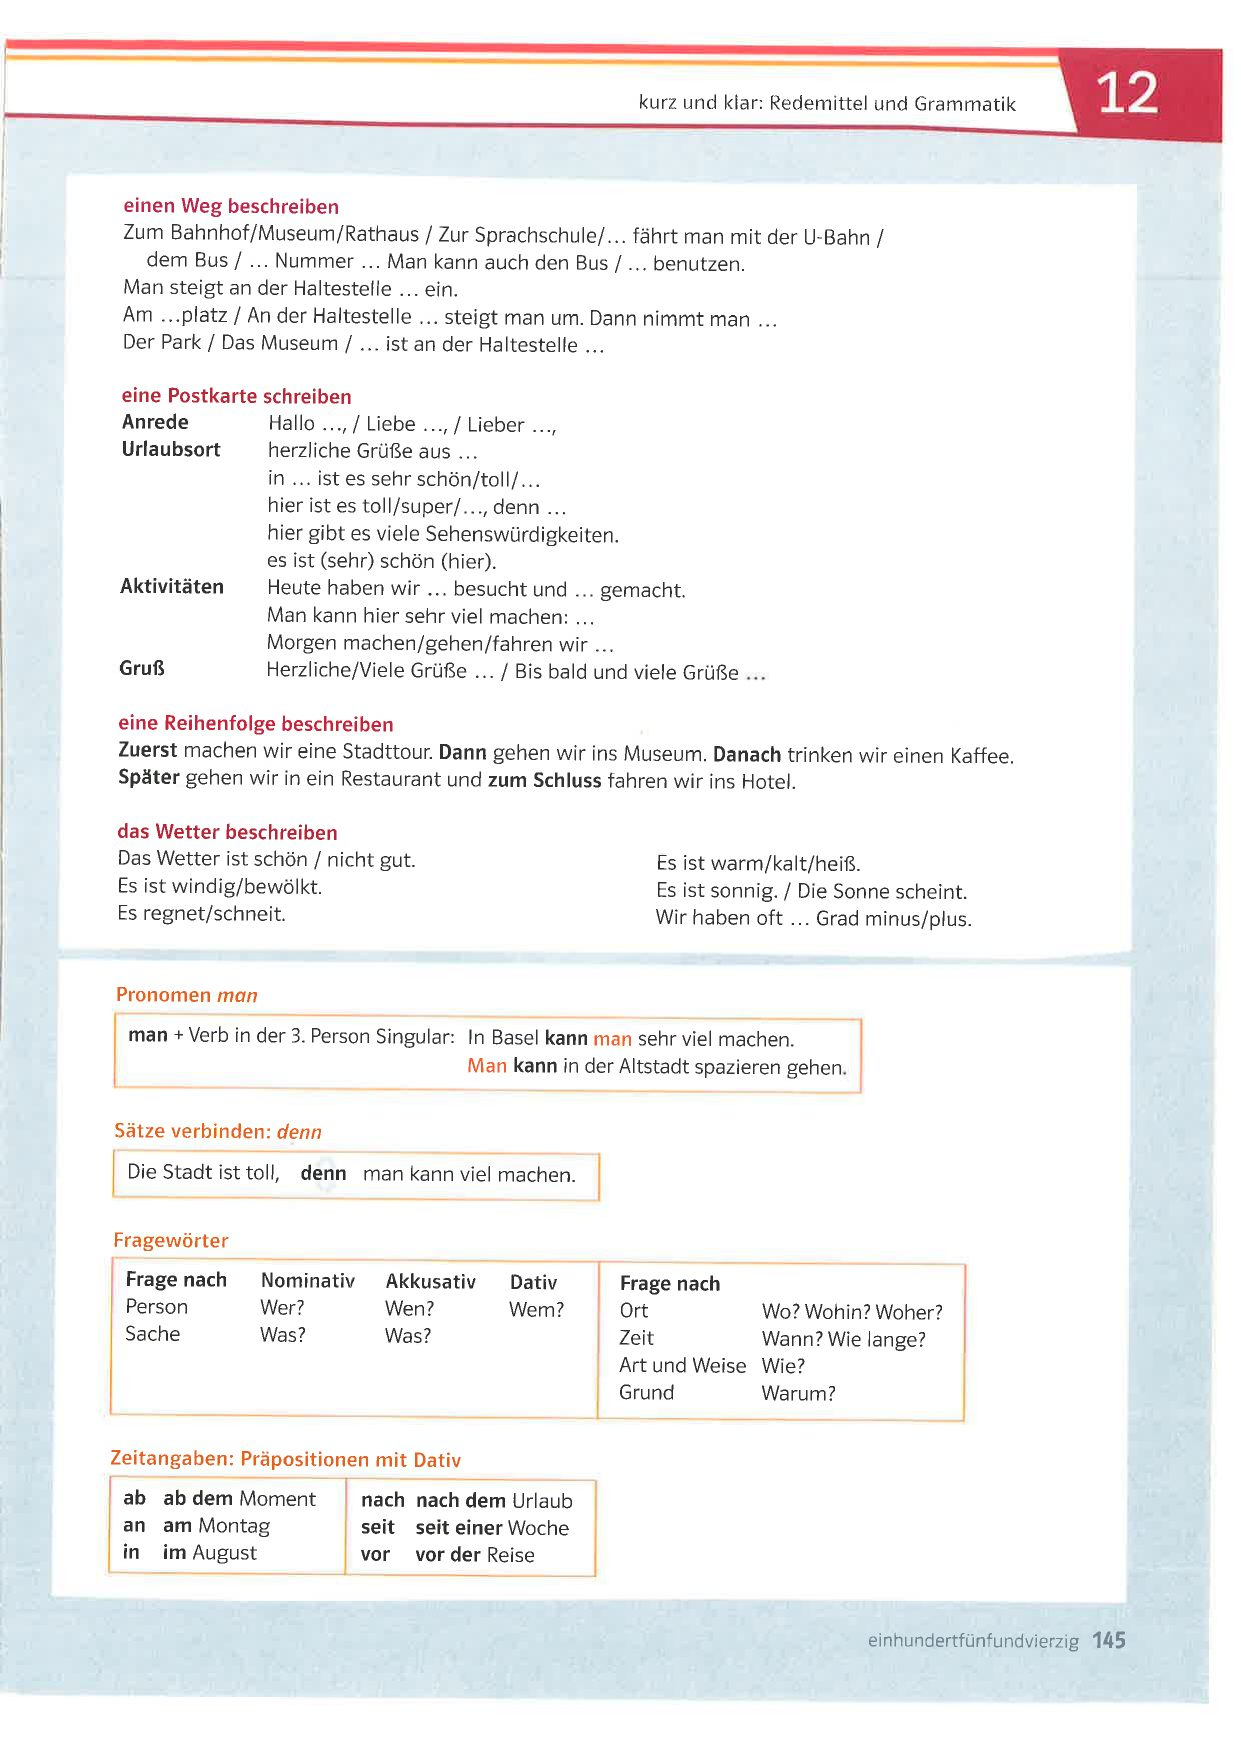 kurz und klar: Redemittel und Grammatik
12
einen Weg beschreiben
Zum Bahnhof/Museum/Rathaus / Zur Sprachschule/... fährt man mit der U-Bahn /
dem Bus / ... Nummer ... Man kann auch den Bus / ... benutzen.
Man steigt an der Haltestelle ... ein.
Am ...platz / An der Haltestelle ... steigt man um. Dann nimmt man ...
Der Park / Das Museum / ... ist an der Haltestelle ...
eine Postkarte schreiben
Anrede Hallo ..., / Liebe ..., / Lieber ...,
Urlaubsort herzliche Grüße aus ...
in ... ist es sehr schön/toll/...
hier ist es toll/super/..., denn ...
hier gibt es viele Sehenswürdigkeiten.
es ist (sehr) schön (hier).
Aktivitäten Heute haben wir ... besucht und ... gemacht.
Man kann hier sehr viel machen: ...
Morgen machen/gehen/fahren wir ...
Gruß Herzliche/Viele Grüße ... / Bis bald und viele Grüße ...
eine Reihenfolge beschreiben
Zuerst machen wir eine Stadttour. Dann gehen wir ins Museum. Danach trinken wir einen Kaffee.
Später gehen wir in ein Restaurant und zum Schluss fahren wir ins Hotel.
das Wetter beschreiben
Das Wetter ist schön / nicht gut.
Es ist windig/bewölkt.
Es regnet/schneit.
Es ist warm/kalt/heiß.
Es ist sonnig. / Die Sonne scheint.
Wir haben oft ... Grad minus/plus.
Pronomen man
man + Verb in der 3. Person Singular: In Basel kann man sehr viel machen.
Man kann in der Altstadt spazieren gehen.
Sätze verbinden: denn
Die Stadt ist toll, denn man kann viel machen.
Fragewörter
Frage nach Nominativ Akkusativ Dativ
Person Wer? Wen? Wem?
Sache Was? Was?
Frage nach
Ort Wo? Wohin? Woher?
Zeit Wann? Wie lange?
Art und Weise Wie?
Grund Warum?
Zeitangaben: Präpositionen mit Dativ
ab ab dem Moment
an am Montag
in im August
nach nach dem Urlaub
seit seit einer Woche
vor vor der Reise
einhundertfünfundvierzig 145